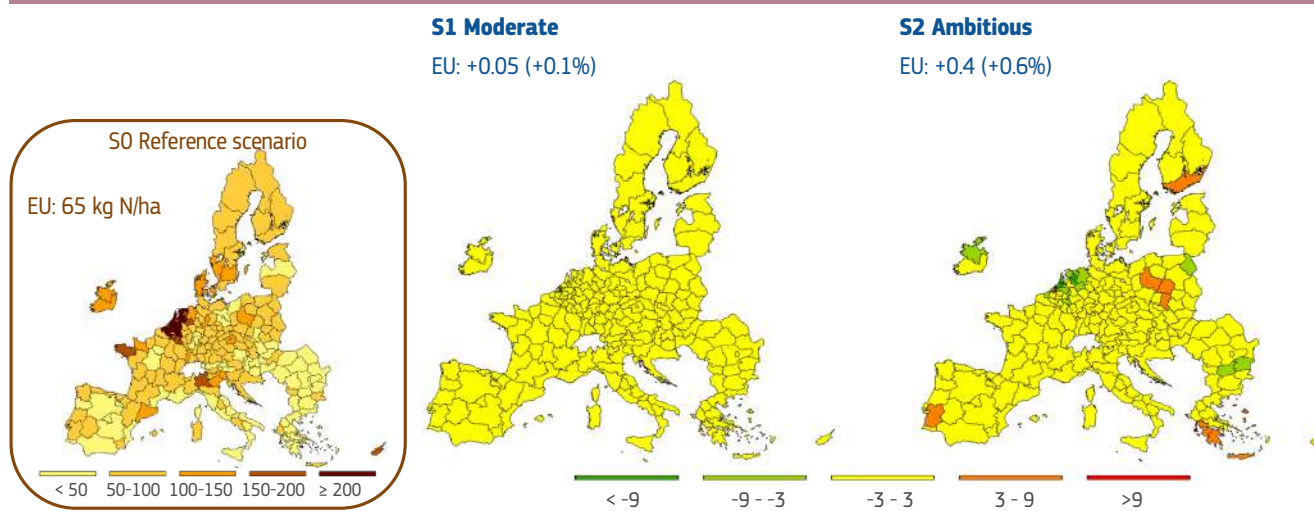 S1 Moderate
EU: +0.05 (+0.1%)
S2 Ambitious
EU: +0.4 (+0.6%)
S0 Reference scenario
EU: 65 kg N/ha
< 50 50-100 100-150 150-200 ≥ 200
< -9 -9 - -3 -3 - 3 3 - 9 >9